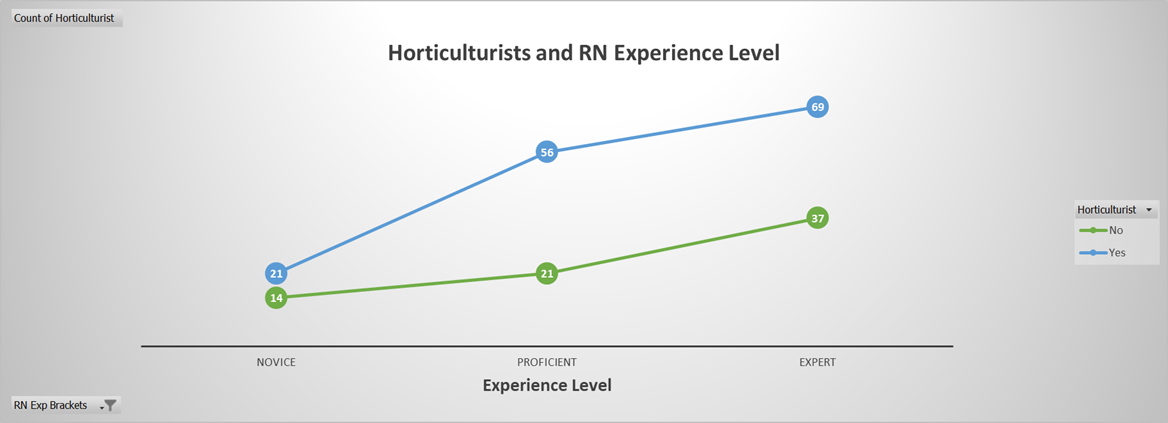 Count of Horticulturist
Horticulturists and RN Experience Level
69
56
37
21
21
14
Horticulturist
No
Yes
NOVICE
PROFICIENT
EXPERT
Experience Level
RN Exp Brackets